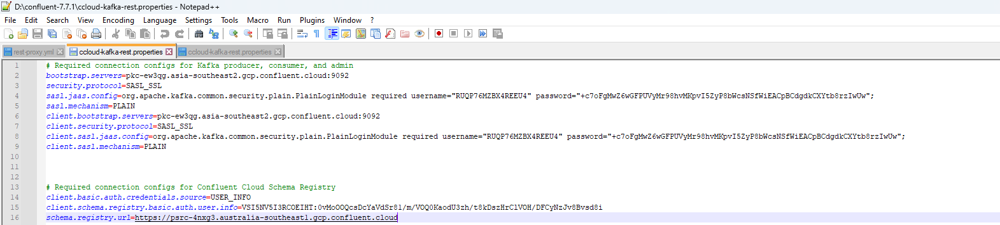 D:\confluent-7.7.1\ccloud-kafka-rest.properties - Notepad++
File Edit Search View Encoding Language Settings Tools Macro Run Plugins Window ?
rest-proxy.yml ccloud-kafka-rest.properties ccloud-kafka-rest.properties
1 # Required connection configs for Kafka producer, consumer, and admin
2 bootstrap.servers=pkc-ew3qg.asia-southeast2.gcp.confluent.cloud:9092
3 security.protocol=SASL_SSL
4 sasl.jaas.config=org.apache.kafka.common.security.plain.PlainLoginModule required username="RUQP76MZBX4REEU4" password="+c7oFgMwZ6wGFPUVyMr98hvMKpvI5ZyP8bWcsNSfWiEACpBCdgdkCXYtb8rzIwUw";
5 sasl.mechanism=PLAIN
6 client.bootstrap.servers=pkc-ew3qg.asia-southeast2.gcp.confluent.cloud:9092
7 client.security.protocol=SASL_SSL
8 client.sasl.jaas.config=org.apache.kafka.common.security.plain.PlainLoginModule required username="RUQP76MZBX4REEU4" password="+c7oFgMwZ6wGFPUVyMr98hvMKpvI5ZyP8bWcsNSfWiEACpBCdgdkCXYtb8rzIwUw";
9 client.sasl.mechanism=PLAIN
10
11
12
13 # Required connection configs for Confluent Cloud Schema Registry
14 client.basic.auth.credentials.source=USER_INFO
15 client.schema.registry.basic.auth.user.info=VSI5NV5I3RCOEIHT:0vMoOOQcsDcYaVdSr81/m/VOQ0KaodU3zh/t8kDszHrClVOH/DFCyNzJv8Bvsd8i
16 schema.registry.url=https://psrc-4nxg3.australia-southeast1.gcp.confluent.cloud